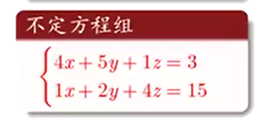 不定方程组
4x + 5y + 1z = 3
1x + 2y + 4z = 15